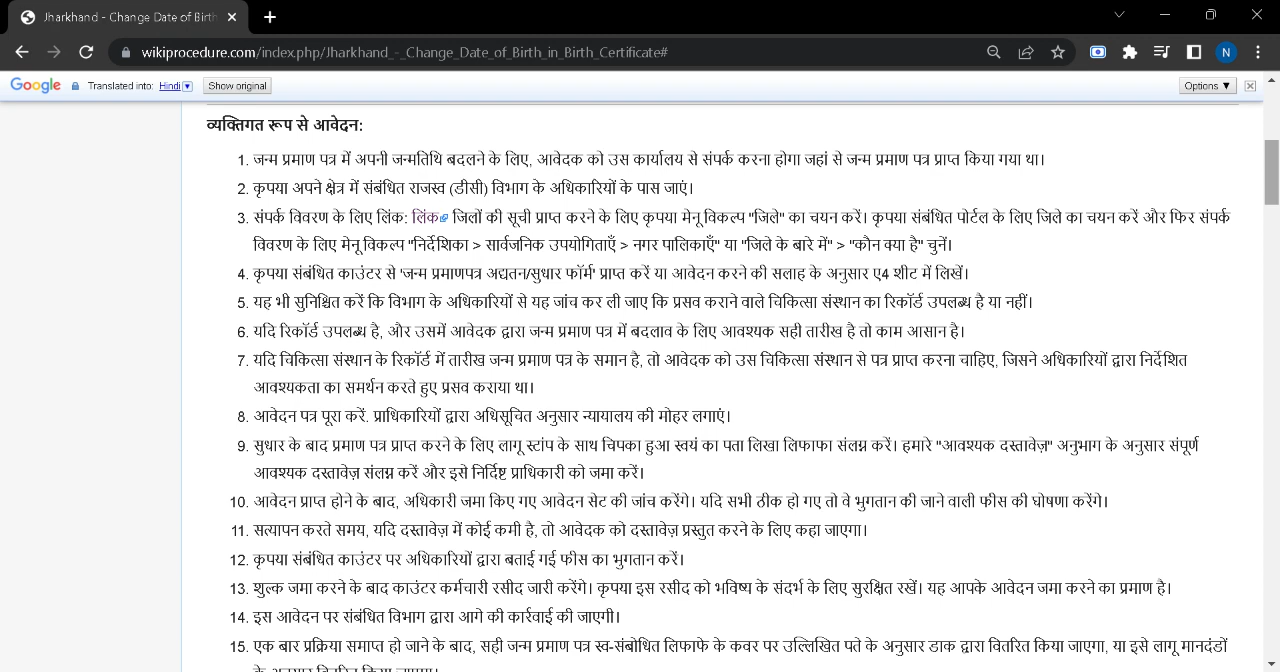 Jharkhand - Change Date of Birth
wikiprocedure.com/index.php/Jharkhand_-_Change_Date_of_Birth_in_Birth_Certificate#
N
Google Translated into: Hindi Show original Options ▼
व्यक्तिगत रूप से आवेदन:
1. जन्म प्रमाण पत्र में अपनी जन्मतिथि बदलने के लिए, आवेदक को उस कार्यालय से संपर्क करना होगा जहां से जन्म प्रमाण पत्र प्राप्त किया गया था।
2. कृपया अपने क्षेत्र में संबंधित राजस्व (डीसी) विभाग के अधिकारियों के पास जाएं।
3. संपर्क विवरण के लिए लिंक: लिंक जिलों की सूची प्राप्त करने के लिए कृपया मेनू विकल्प "जिले" का चयन करें। कृपया संबंधित पोर्टल के लिए जिले का चयन करें और फिर संपर्क
विवरण के लिए मेनू विकल्प "निर्देशिका > सार्वजनिक उपयोगिताएँ > नगर पालिकाएँ" या "जिले के बारे में" > "कौन क्या है" चुनें।
4. कृपया संबंधित काउंटर से 'जन्म प्रमाणपत्र अद्यतन/सुधार फॉर्म' प्राप्त करें या आवेदन करने की सलाह के अनुसार ए4 शीट में लिखें।
5. यह भी सुनिश्चित करें कि विभाग के अधिकारियों से यह जांच कर ली जाए कि प्रसव कराने वाले चिकित्सा संस्थान का रिकॉर्ड उपलब्ध है या नहीं।
6. यदि रिकॉर्ड उपलब्ध है, और उसमें आवेदक द्वारा जन्म प्रमाण पत्र में बदलाव के लिए आवश्यक सही तारीख है तो काम आसान है।
7. यदि चिकित्सा संस्थान के रिकॉर्ड में तारीख जन्म प्रमाण पत्र के समान है, तो आवेदक को उस चिकित्सा संस्थान से पत्र प्राप्त करना चाहिए, जिसने अधिकारियों द्वारा निर्देशित
आवश्यकता का समर्थन करते हुए प्रसव कराया था।
8. आवेदन पत्र पूरा करें. प्राधिकारियों द्वारा अधिसूचित अनुसार न्यायालय की मोहर लगाएं।
9. सुधार के बाद प्रमाण पत्र प्राप्त करने के लिए लागू स्टांप के साथ चिपका हुआ स्वयं का पता लिखा लिफाफा संलग्न करें। हमारे "आवश्यक दस्तावेज़" अनुभाग के अनुसार संपूर्ण
आवश्यक दस्तावेज़ संलग्न करें और इसे निर्दिष्ट प्राधिकारी को जमा करें।
10. आवेदन प्राप्त होने के बाद, अधिकारी जमा किए गए आवेदन सेट की जांच करेंगे। यदि सभी ठीक हो गए तो वे भुगतान की जाने वाली फीस की घोषणा करेंगे।
11. सत्यापन करते समय, यदि दस्तावेज़ में कोई कमी है, तो आवेदक को दस्तावेज़ प्रस्तुत करने के लिए कहा जाएगा।
12. कृपया संबंधित काउंटर पर अधिकारियों द्वारा बताई गई फीस का भुगतान करें।
13. शुल्क जमा करने के बाद काउंटर कर्मचारी रसीद जारी करेंगे। कृपया इस रसीद को भविष्य के संदर्भ के लिए सुरक्षित रखें। यह आपके आवेदन जमा करने का प्रमाण है।
14. इस आवेदन पर संबंधित विभाग द्वारा आगे की कार्रवाई की जाएगी।
15. एक बार प्रक्रिया समाप्त हो जाने के बाद, सही जन्म प्रमाण पत्र स्व-संबोधित लिफाफे के कवर पर उल्लिखित पते के अनुसार डाक द्वारा वितरित किया जाएगा, या इसे लागू मानदंडों